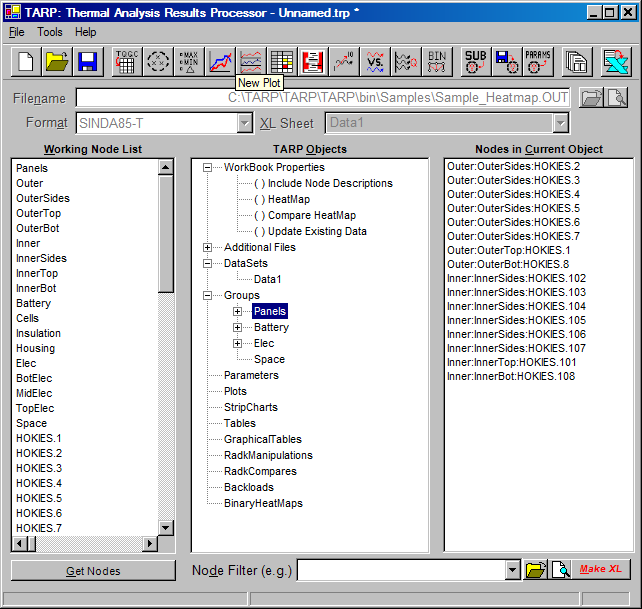 TARP: Thermal Analysis Results Processor - Unnamed.trp *
File Tools Help
TQGC MAX MIN VS. BIN SUB PARAMS
New Plot
Filename C:\TARP\TARP\TARP\bin\Samples\Sample_Heatmap.OUT
Format SINDA85-T XL Sheet Data1
Working Node List
Panels
Outer
OuterSides
OuterTop
OuterBot
Inner
InnerSides
InnerTop
InnerBot
Battery
Cells
Insulation
Housing
Elec
BotElec
MidElec
TopElec
Space
HOKIES.1
HOKIES.2
HOKIES.3
HOKIES.4
HOKIES.5
HOKIES.6
HOKIES.7
Get Nodes
TARP Objects
WorkBook Properties
( ) Include Node Descriptions
( ) HeatMap
( ) Compare HeatMap
( ) Update Existing Data
Additional Files
DataSets
Data1
Groups
Panels
Battery
Elec
Space
Parameters
Plots
StripCharts
Tables
GraphicalTables
RadkManipulations
RadkCompares
Backloads
BinaryHeatMaps
Nodes in Current Object
Outer:OuterSides:HOKIES.2
Outer:OuterSides:HOKIES.3
Outer:OuterSides:HOKIES.4
Outer:OuterSides:HOKIES.5
Outer:OuterSides:HOKIES.6
Outer:OuterSides:HOKIES.7
Outer:OuterTop:HOKIES.1
Outer:OuterBot:HOKIES.8
Inner:InnerSides:HOKIES.102
Inner:InnerSides:HOKIES.103
Inner:InnerSides:HOKIES.104
Inner:InnerSides:HOKIES.105
Inner:InnerSides:HOKIES.106
Inner:InnerSides:HOKIES.107
Inner:InnerTop:HOKIES.101
Inner:InnerBot:HOKIES.108
Node Filter (e.g.) Make XL